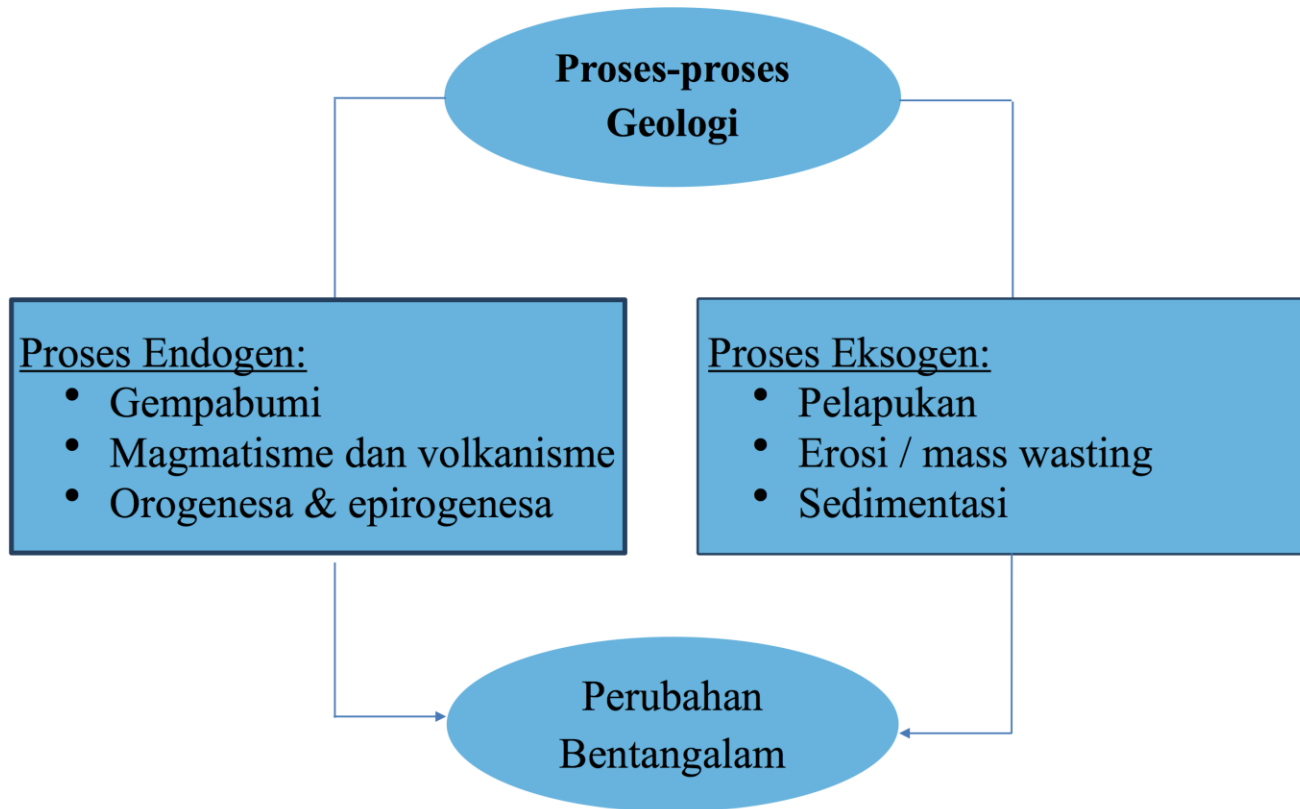 Proses-proses
Geologi
Proses Endogen:
• Gempabumi
• Magmatisme dan volkanisme
• Orogenesa & epirogenesa
Proses Eksogen:
• Pelapukan
• Erosi / mass wasting
• Sedimentasi
Perubahan
Bentangalam